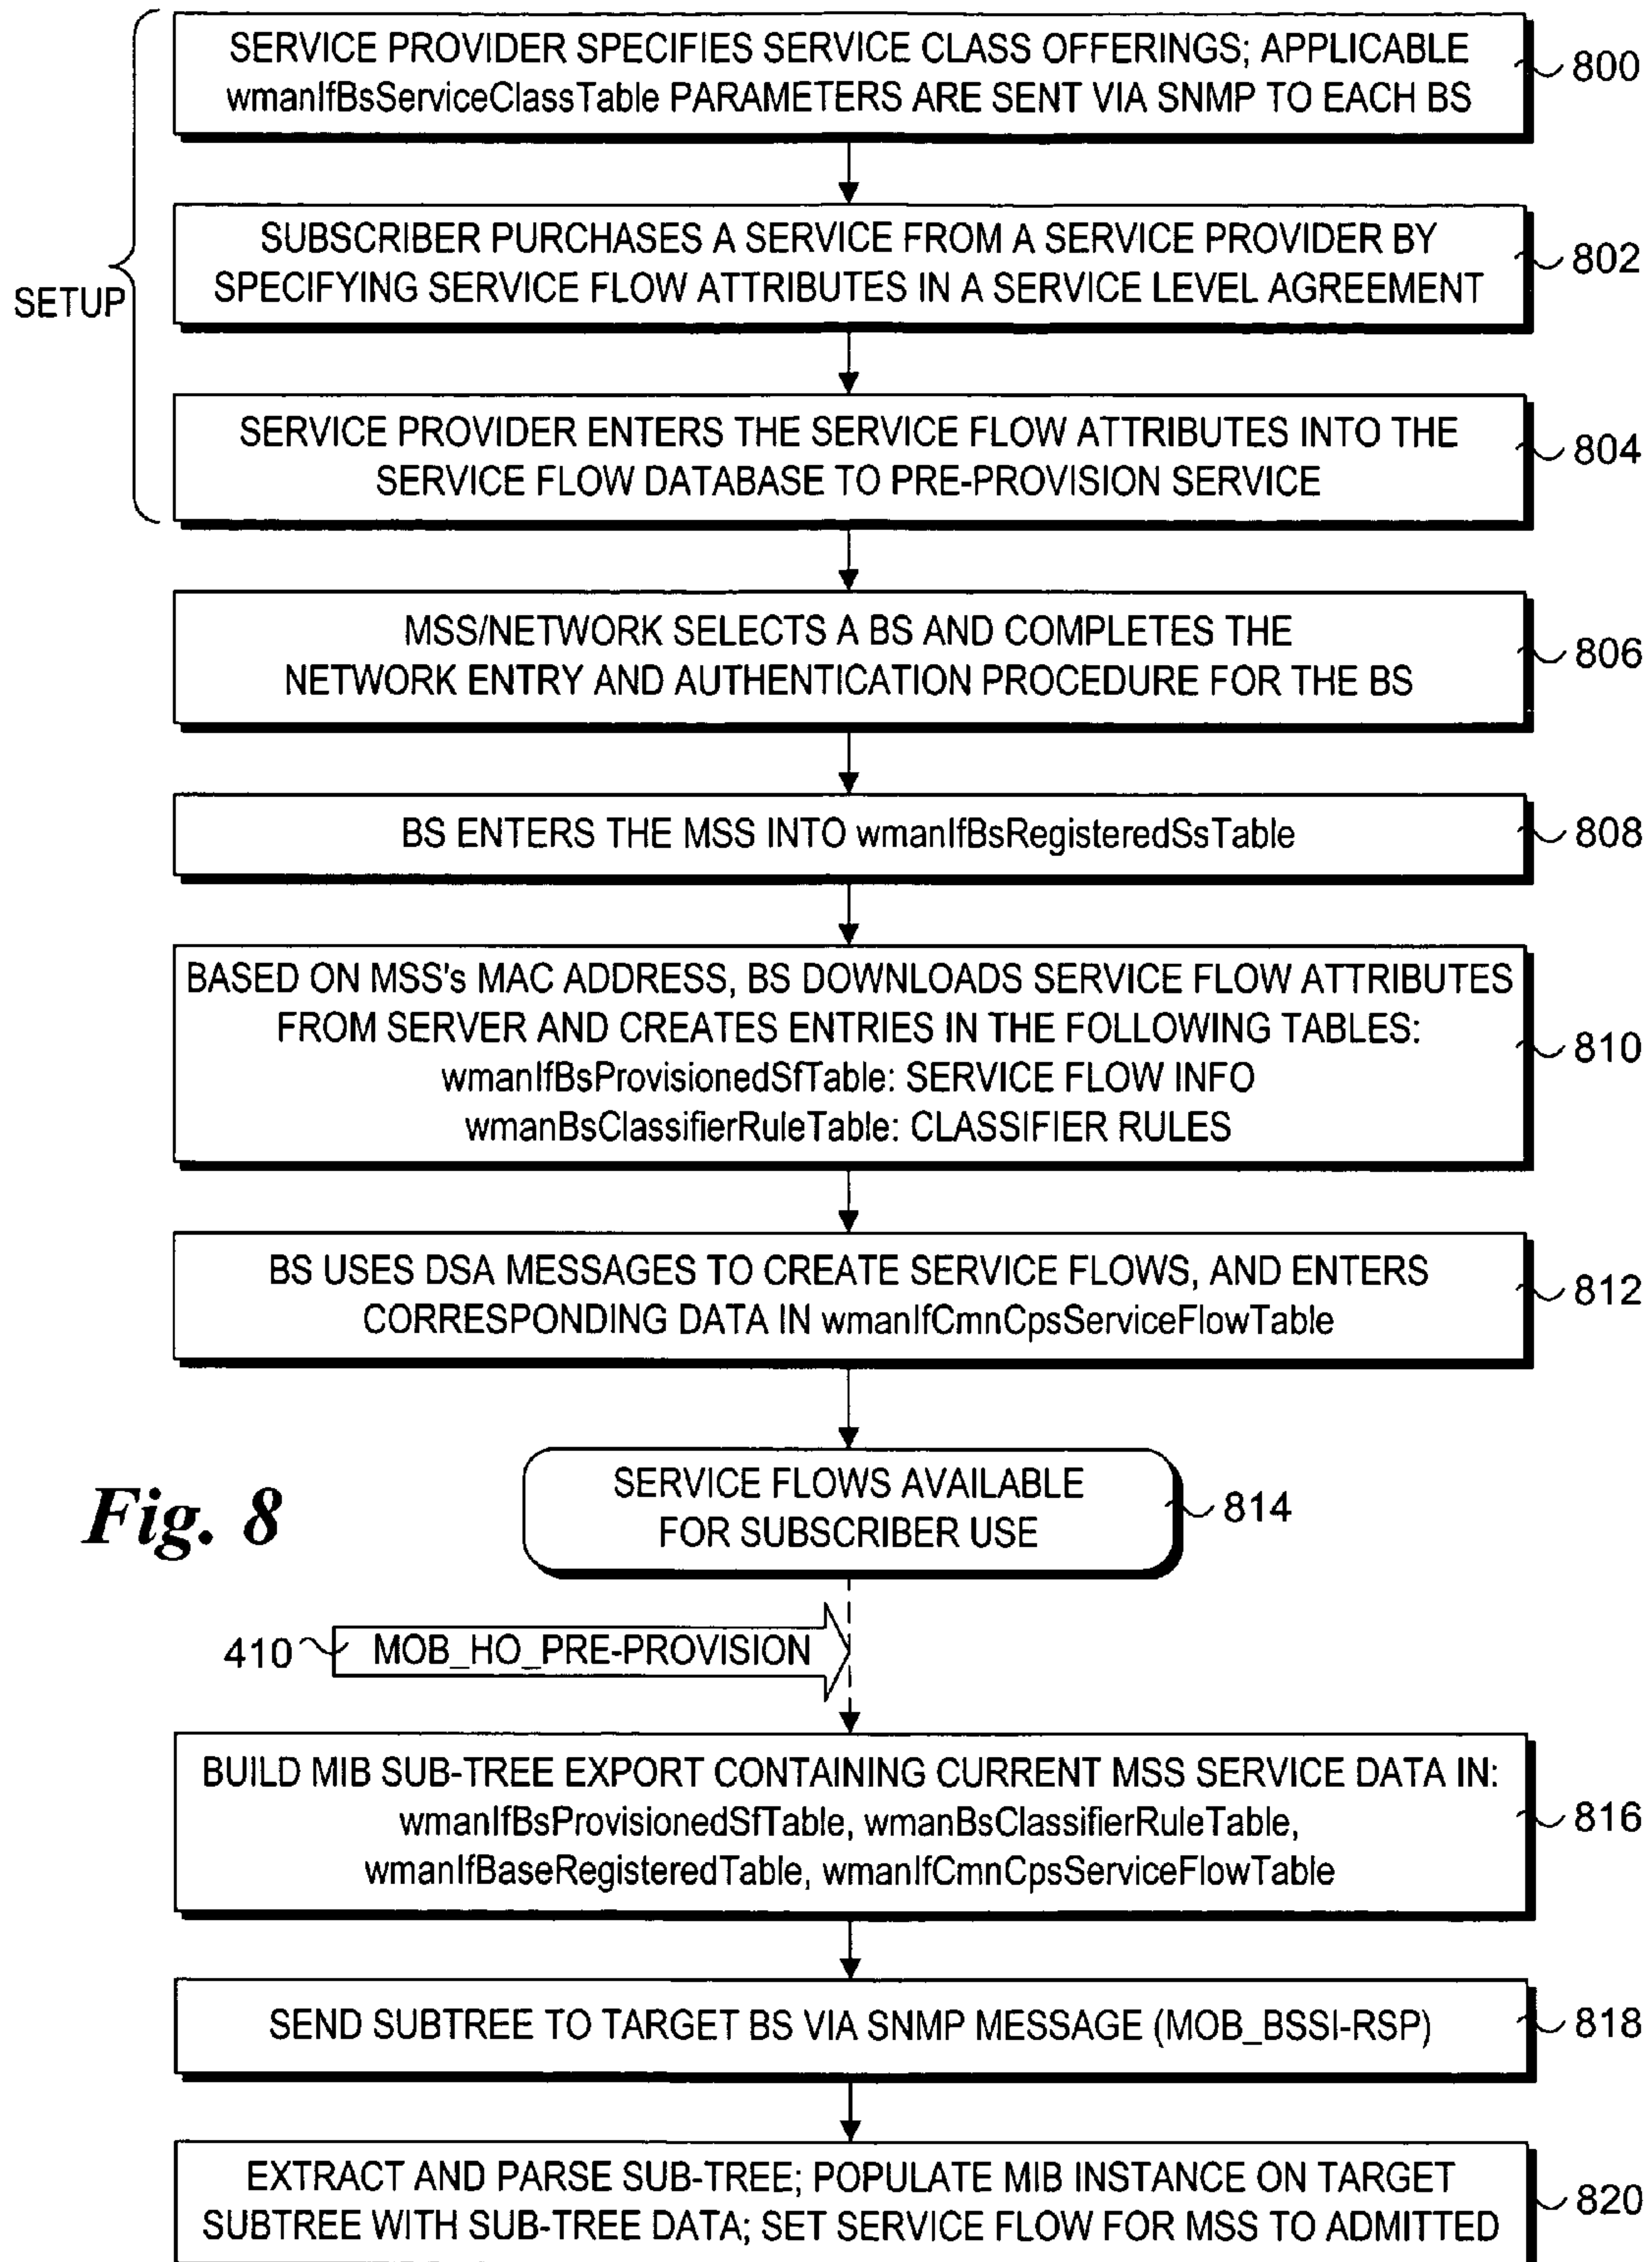 SERVICE PROVIDER SPECIFIES SERVICE CLASS OFFERINGS; APPLICABLE
wmanIfBsServiceClassTable PARAMETERS ARE SENT VIA SNMP TO EACH BS
800
SUBSCRIBER PURCHASES A SERVICE FROM A SERVICE PROVIDER BY
SPECIFYING SERVICE FLOW ATTRIBUTES IN A SERVICE LEVEL AGREEMENT
802
SETUP
SERVICE PROVIDER ENTERS THE SERVICE FLOW ATTRIBUTES INTO THE
SERVICE FLOW DATABASE TO PRE-PROVISION SERVICE
804
MSS/NETWORK SELECTS A BS AND COMPLETES THE
NETWORK ENTRY AND AUTHENTICATION PROCEDURE FOR THE BS
806
BS ENTERS THE MSS INTO wmanIfBsRegisteredSsTable
808
BASED ON MSS's MAC ADDRESS, BS DOWNLOADS SERVICE FLOW ATTRIBUTES
FROM SERVER AND CREATES ENTRIES IN THE FOLLOWING TABLES:
wmanIfBsProvisionedSfTable: SERVICE FLOW INFO
wmanBsClassifierRuleTable: CLASSIFIER RULES
810
BS USES DSA MESSAGES TO CREATE SERVICE FLOWS, AND ENTERS
CORRESPONDING DATA IN wmanIfCmnCpsServiceFlowTable
812
SERVICE FLOWS AVAILABLE
FOR SUBSCRIBER USE
814
Fig. 8
410
MOB_HO_PRE-PROVISION
BUILD MIB SUB-TREE EXPORT CONTAINING CURRENT MSS SERVICE DATA IN:
wmanIfBsProvisionedSfTable, wmanBsClassifierRuleTable,
wmanIfBaseRegisteredTable, wmanIfCmnCpsServiceFlowTable
816
SEND SUBTREE TO TARGET BS VIA SNMP MESSAGE (MOB_BSSI-RSP)
818
EXTRACT AND PARSE SUB-TREE; POPULATE MIB INSTANCE ON TARGET
SUBTREE WITH SUB-TREE DATA; SET SERVICE FLOW FOR MSS TO ADMITTED
820